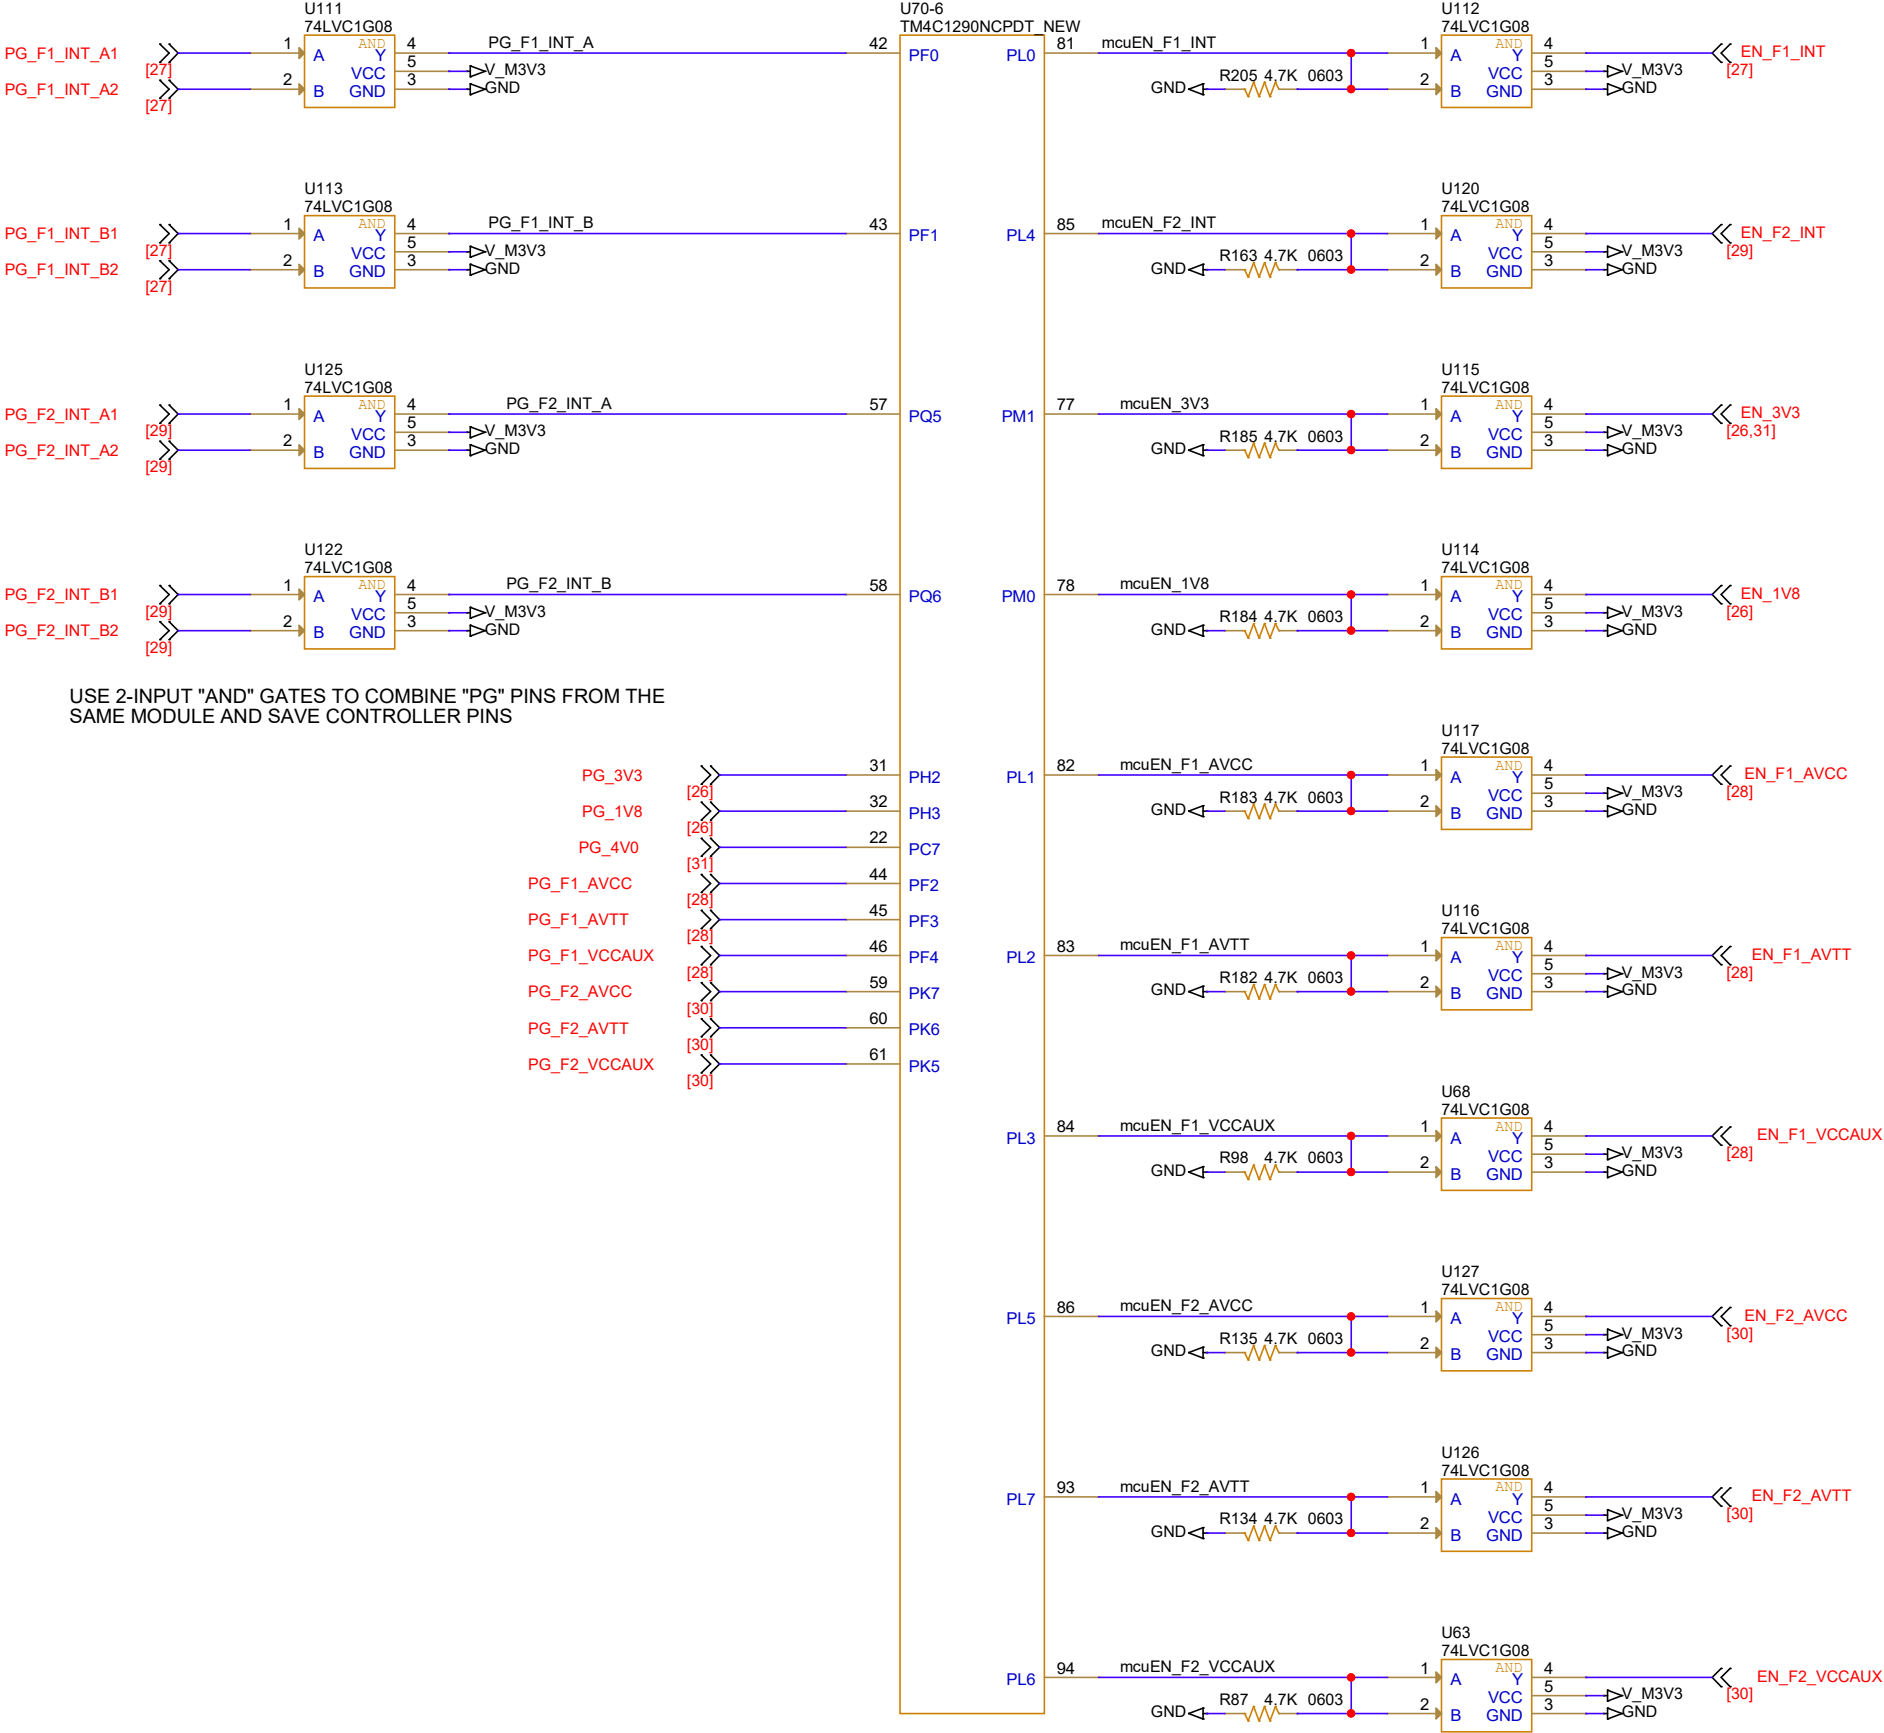 U111
74LVC1G08
PG_F1_INT_A1 [27] 1 A AND Y 4 PG_F1_INT_A 42 PF0
VCC 5 V_M3V3
PG_F1_INT_A2 [27] 2 B GND 3 GND
U113
74LVC1G08
PG_F1_INT_B1 [27] 1 A AND Y 4 PG_F1_INT_B 43 PF1
VCC 5 V_M3V3
PG_F1_INT_B2 [27] 2 B GND 3 GND
U125
74LVC1G08
PG_F2_INT_A1 [29] 1 A AND Y 4 PG_F2_INT_A 57 PQ5
VCC 5 V_M3V3
PG_F2_INT_A2 [29] 2 B GND 3 GND
U122
74LVC1G08
PG_F2_INT_B1 [29] 1 A AND Y 4 PG_F2_INT_B 58 PQ6
VCC 5 V_M3V3
PG_F2_INT_B2 [29] 2 B GND 3 GND
USE 2-INPUT "AND" GATES TO COMBINE "PG" PINS FROM THE
SAME MODULE AND SAVE CONTROLLER PINS
PG_3V3 [26] 31 PH2
PG_1V8 [26] 32 PH3
PG_4V0 [31] 22 PC7
PG_F1_AVCC [28] 44 PF2
PG_F1_AVTT [28] 45 PF3
PG_F1_VCCAUX [28] 46 PF4
PG_F2_AVCC [30] 59 PK7
PG_F2_AVTT [30] 60 PK6
PG_F2_VCCAUX [30] 61 PK5
U70-6
TM4C1290NCPDT_NEW
U112
74LVC1G08
PL0 81 mcuEN_F1_INT 1 A AND Y 4 EN_F1_INT [27]
VCC 5 V_M3V3
GND R205 4.7K 0603 2 B GND 3 GND
U120
74LVC1G08
PL4 85 mcuEN_F2_INT 1 A AND Y 4 EN_F2_INT [29]
VCC 5 V_M3V3
GND R163 4.7K 0603 2 B GND 3 GND
U115
74LVC1G08
PM1 77 mcuEN_3V3 1 A AND Y 4 EN_3V3 [26,31]
VCC 5 V_M3V3
GND R185 4.7K 0603 2 B GND 3 GND
U114
74LVC1G08
PM0 78 mcuEN_1V8 1 A AND Y 4 EN_1V8 [26]
VCC 5 V_M3V3
GND R184 4.7K 0603 2 B GND 3 GND
U117
74LVC1G08
PL1 82 mcuEN_F1_AVCC 1 A AND Y 4 EN_F1_AVCC [28]
VCC 5 V_M3V3
GND R183 4.7K 0603 2 B GND 3 GND
U116
74LVC1G08
PL2 83 mcuEN_F1_AVTT 1 A AND Y 4 EN_F1_AVTT [28]
VCC 5 V_M3V3
GND R182 4.7K 0603 2 B GND 3 GND
U68
74LVC1G08
PL3 84 mcuEN_F1_VCCAUX 1 A AND Y 4 EN_F1_VCCAUX [28]
VCC 5 V_M3V3
GND R98 4.7K 0603 2 B GND 3 GND
U127
74LVC1G08
PL5 86 mcuEN_F2_AVCC 1 A AND Y 4 EN_F2_AVCC [30]
VCC 5 V_M3V3
GND R135 4.7K 0603 2 B GND 3 GND
U126
74LVC1G08
PL7 93 mcuEN_F2_AVTT 1 A AND Y 4 EN_F2_AVTT [30]
VCC 5 V_M3V3
GND R134 4.7K 0603 2 B GND 3 GND
U63
74LVC1G08
PL6 94 mcuEN_F2_VCCAUX 1 A AND Y 4 EN_F2_VCCAUX [30]
VCC 5 V_M3V3
GND R87 4.7K 0603 2 B GND 3 GND